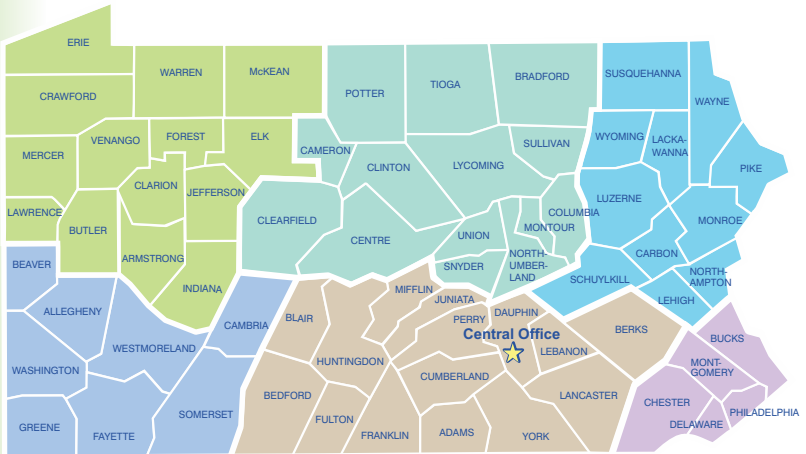 ERIE
WARREN
McKEAN
POTTER
TIOGA
BRADFORD
SUSQUEHANNA
WAYNE
CRAWFORD
VENANGO
FOREST
ELK
CAMERON
CLINTON
LYCOMING
SULLIVAN
WYOMING
LACKA-
WANNA
PIKE
MERCER
CLARION
JEFFERSON
LAWRENCE
BUTLER
CLEARFIELD
CENTRE
UNION
COLUMBIA
MONTOUR
LUZERNE
MONROE
BEAVER
ARMSTRONG
INDIANA
SNYDER
NORTH-
UMBER-
LAND
CARBON
SCHUYLKILL
NORTH-
AMPTON
LEHIGH
ALLEGHENY
CAMBRIA
BLAIR
MIFFLIN
JUNIATA
PERRY
DAUPHIN
Central Office
LEBANON
BERKS
BUCKS
WESTMORELAND
WASHINGTON
HUNTINGDON
CUMBERLAND
LANCASTER
MONT-
GOMERY
CHESTER
PHILADELPHIA
DELAWARE
GREENE
FAYETTE
SOMERSET
BEDFORD
FULTON
FRANKLIN
ADAMS
YORK